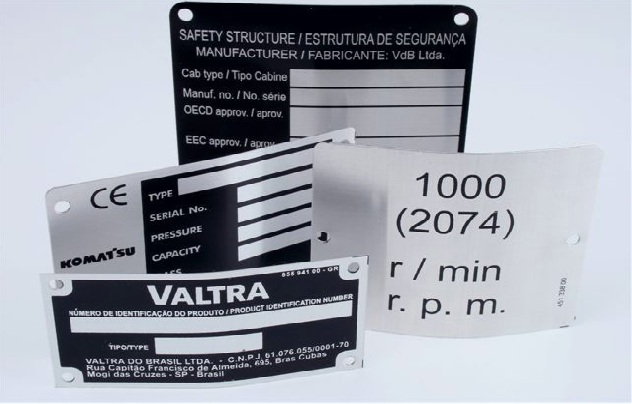 SAFETY STRUCTURE / ESTRUTURA DE SEGURANÇA
MANUFACTURER / FABRICANTE: VdB Ltda.
Cab type / Tipo Cabine
Manuf. no. / No. série
OECD approv. / apro
EEC approv. / aprov
CE
TYPE
SERIAL No.
PRESSURE
CAPACITY
KOMATSU
1000
(2074)
r / min
r. p. m.
VALTRA
NÚMERO DE IDENTIFICAÇÃO DO PRODUTO / PRODUCT IDENTIFICATION NUMBER
TIPO/TYPE
VALTRA DO BRASIL LTDA. - C.N.P.J 61.076.055/0001-70
Rua Capitão Francisco de Almeida, 695, Bras Cubas
Mogi das Cruzes - SP - Brasil